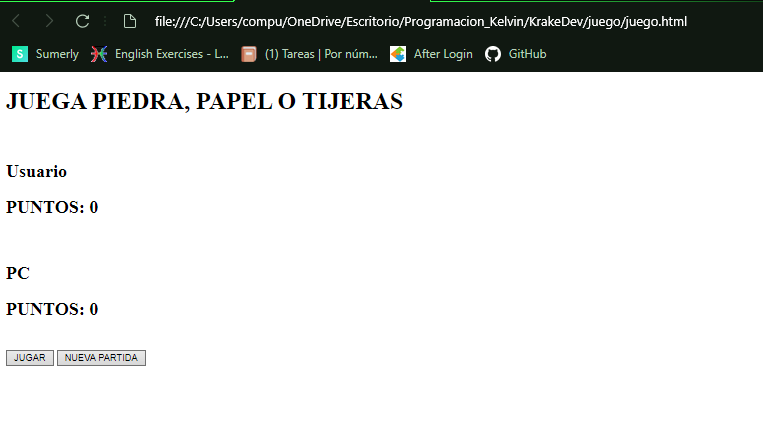 file:///C:/Users/compu/OneDrive/Escritorio/Programacion_Kelvin/KrakeDev/juego/juego.html
S Sumerly English Exercises - L... (1) Tareas | Por núm... After Login GitHub
JUEGA PIEDRA, PAPEL O TIJERAS
Usuario
PUNTOS: 0
PC
PUNTOS: 0
JUGAR NUEVA PARTIDA